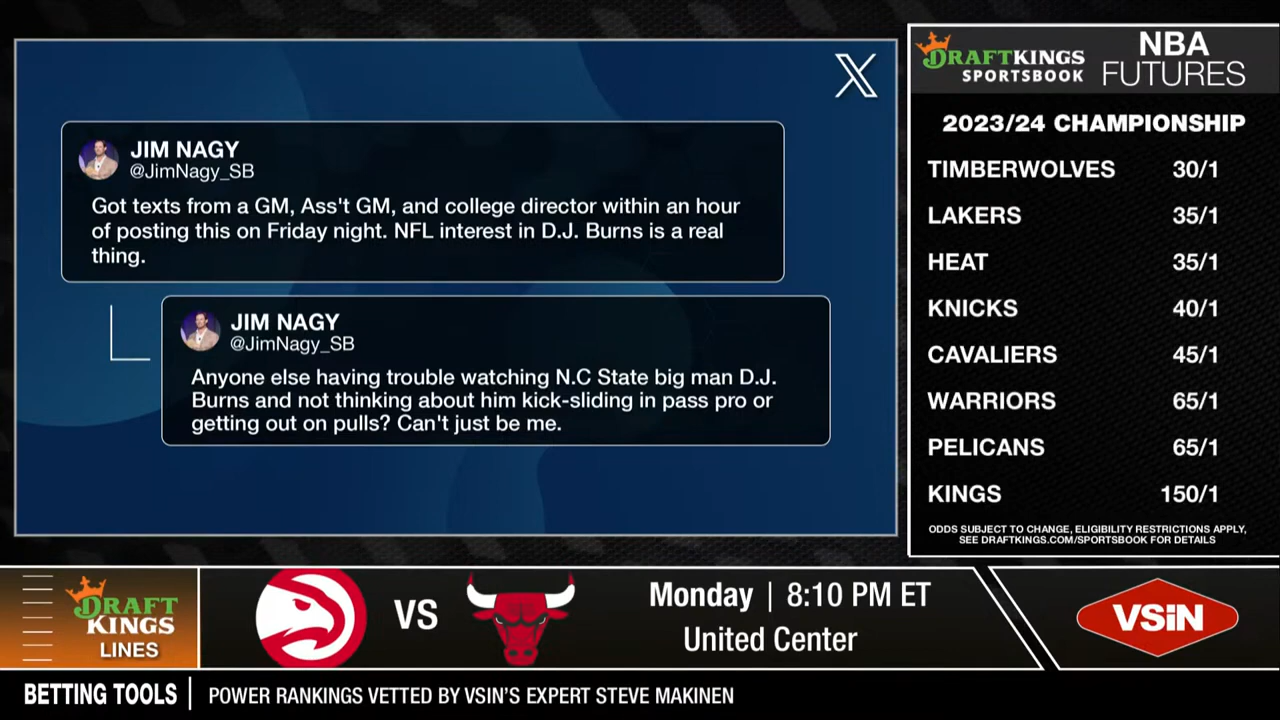 X
JIM NAGY
@JimNagy_SB
Got texts from a GM, Ass't GM, and college director within an hour
of posting this on Friday night. NFL interest in D.J. Burns is a real
thing.
JIM NAGY
@JimNagy_SB
Anyone else having trouble watching N.C State big man D.J.
Burns and not thinking about him kick-sliding in pass pro or
getting out on pulls? Can't just be me.
DRAFTKINGS
SPORTSBOOK
NBA
FUTURES
2023/24 CHAMPIONSHIP
TIMBERWOLVES 30/1
LAKERS 35/1
HEAT 35/1
KNICKS 40/1
CAVALIERS 45/1
WARRIORS 65/1
PELICANS 65/1
KINGS 150/1
ODDS SUBJECT TO CHANGE, ELIGIBILITY RESTRICTIONS APPLY,
SEE DRAFTKINGS.COM/SPORTSBOOK FOR DETAILS
DRAFT
KINGS
LINES
VS
Monday | 8:10 PM ET
United Center
VSiN
BETTING TOOLS | POWER RANKINGS VETTED BY VSIN'S EXPERT STEVE MAKINEN